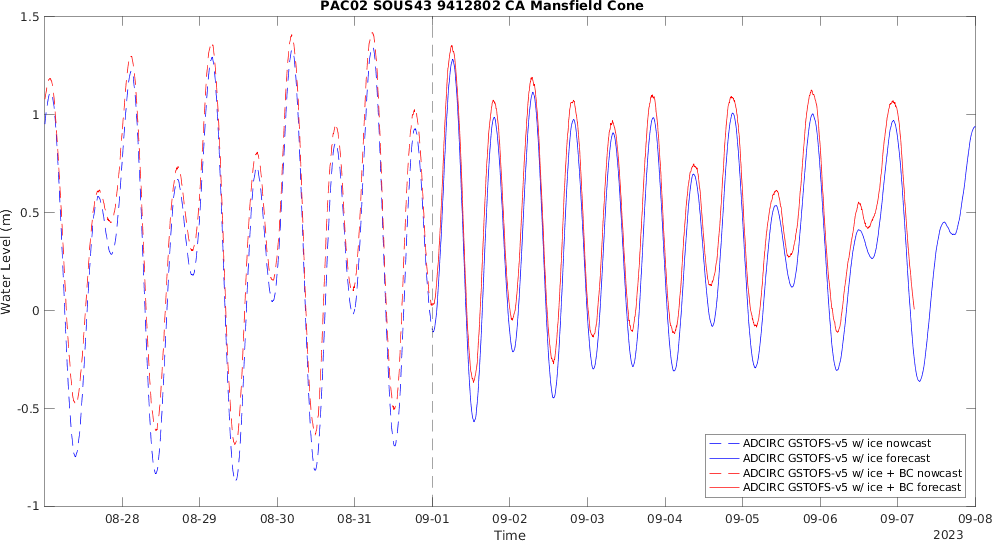 PAC02 SOUS43 9412802 CA Mansfield Cone
1.5
1
0.5
0
-0.5
-1
Water Level (m)
08-28 08-29 08-30 08-31 09-01 09-02 09-03 09-04 09-05 09-06 09-07 09-08
Time
2023
ADCIRC GSTOFS-v5 w/ ice nowcast
ADCIRC GSTOFS-v5 w/ ice forecast
ADCIRC GSTOFS-v5 w/ ice + BC nowcast
ADCIRC GSTOFS-v5 w/ ice + BC forecast